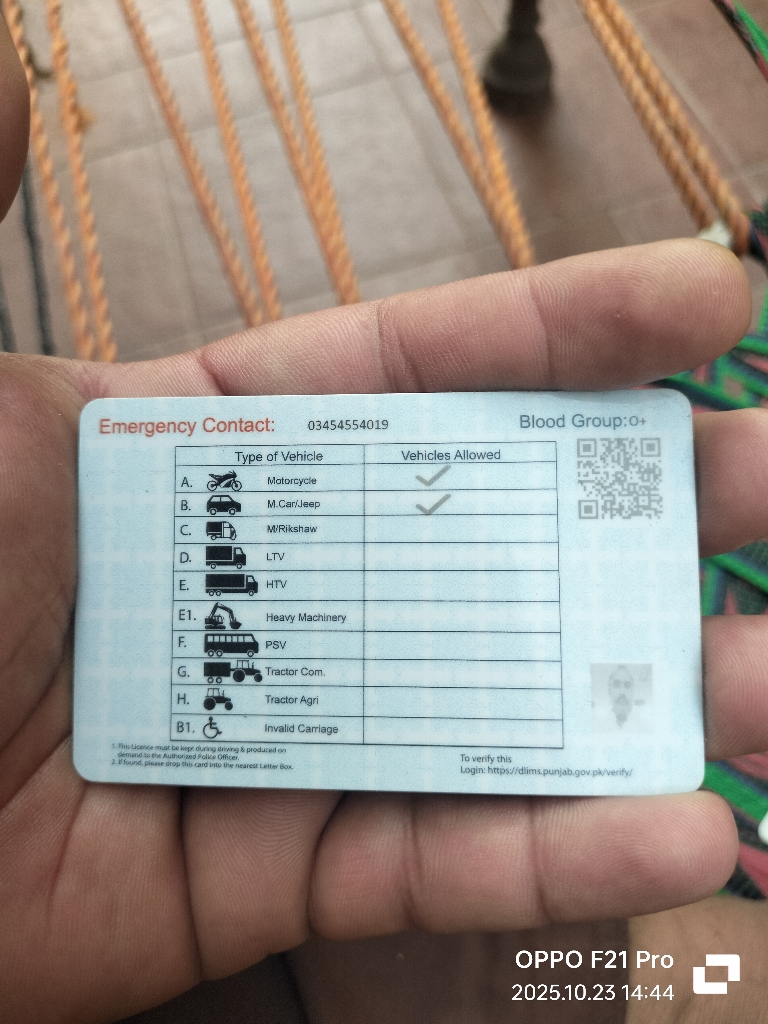 Emergency Contact: 03454554019 Blood Group:O+
Type of Vehicle Vehicles Allowed
A. Motorcycle
B. M.Car/Jeep
C. M/Rikshaw
D. LTV
E. HTV
E1. Heavy Machinery
F. PSV
G. Tractor Com.
H. Tractor Agri
B1. Invalid Carriage
1. This Licence must be kept during driving & produced on
demand to the Authorized Police Officer.
2. If found, please drop this card into the nearest Letter Box.
To verify this
Login: https://dlims.punjab.gov.pk/verify/
OPPO F21 Pro
2025.10.23 14:44